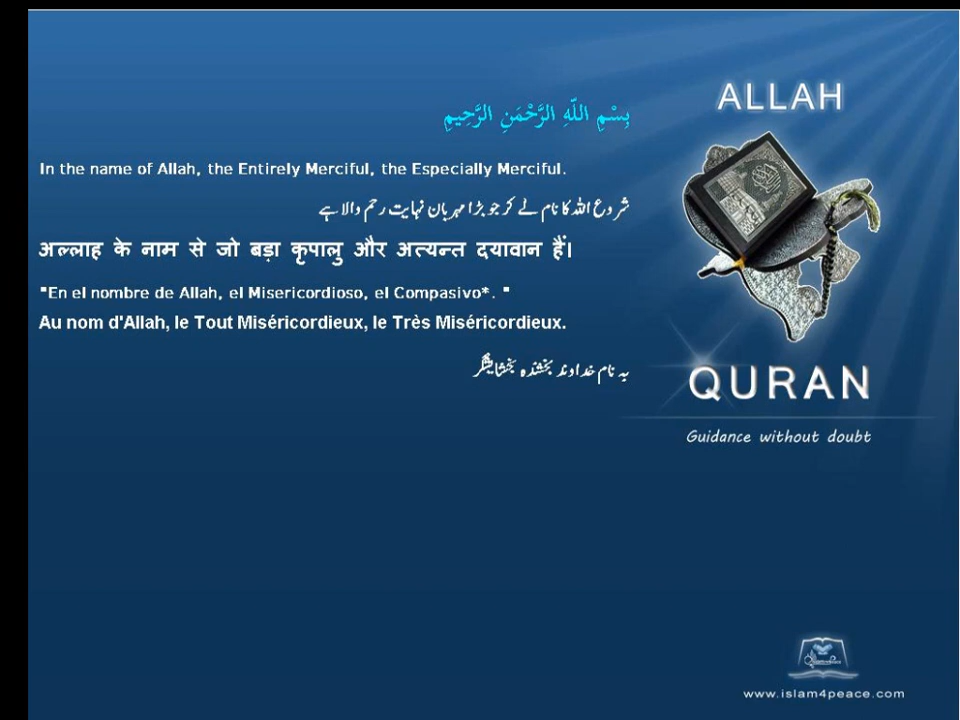 بِسْمِ اللّهِ الرَّحْمَنِ الرَّحِيمِ
In the name of Allah, the Entirely Merciful, the Especially Merciful.
شروع اللہ کا نام لے کر جو بڑا مہربان نہایت رحم والا ہے
अल्लाह के नाम से जो बड़ा कृपालु और अत्यन्त दयावान हैं।
"En el nombre de Allah, el Misericordioso, el Compasivo*. "
Au nom d'Allah, le Tout Miséricordieux, le Très Miséricordieux.
به نام خداوند بخشنده بخشایشگر
ALLAH
QURAN
Guidance without doubt
www.islam4peace.com